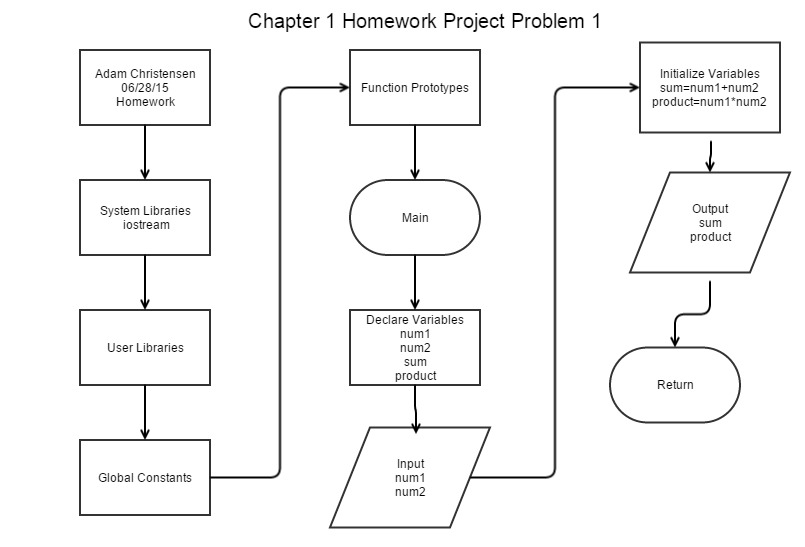 Chapter 1 Homework Project Problem 1
Adam Christensen
06/28/15
Homework
System Libraries
iostream
User Libraries
Global Constants
Function Prototypes
Main
Declare Variables
num1
num2
sum
product
Input
num1
num2
Initialize Variables
sum=num1+num2
product=num1*num2
Output
sum
product
Return